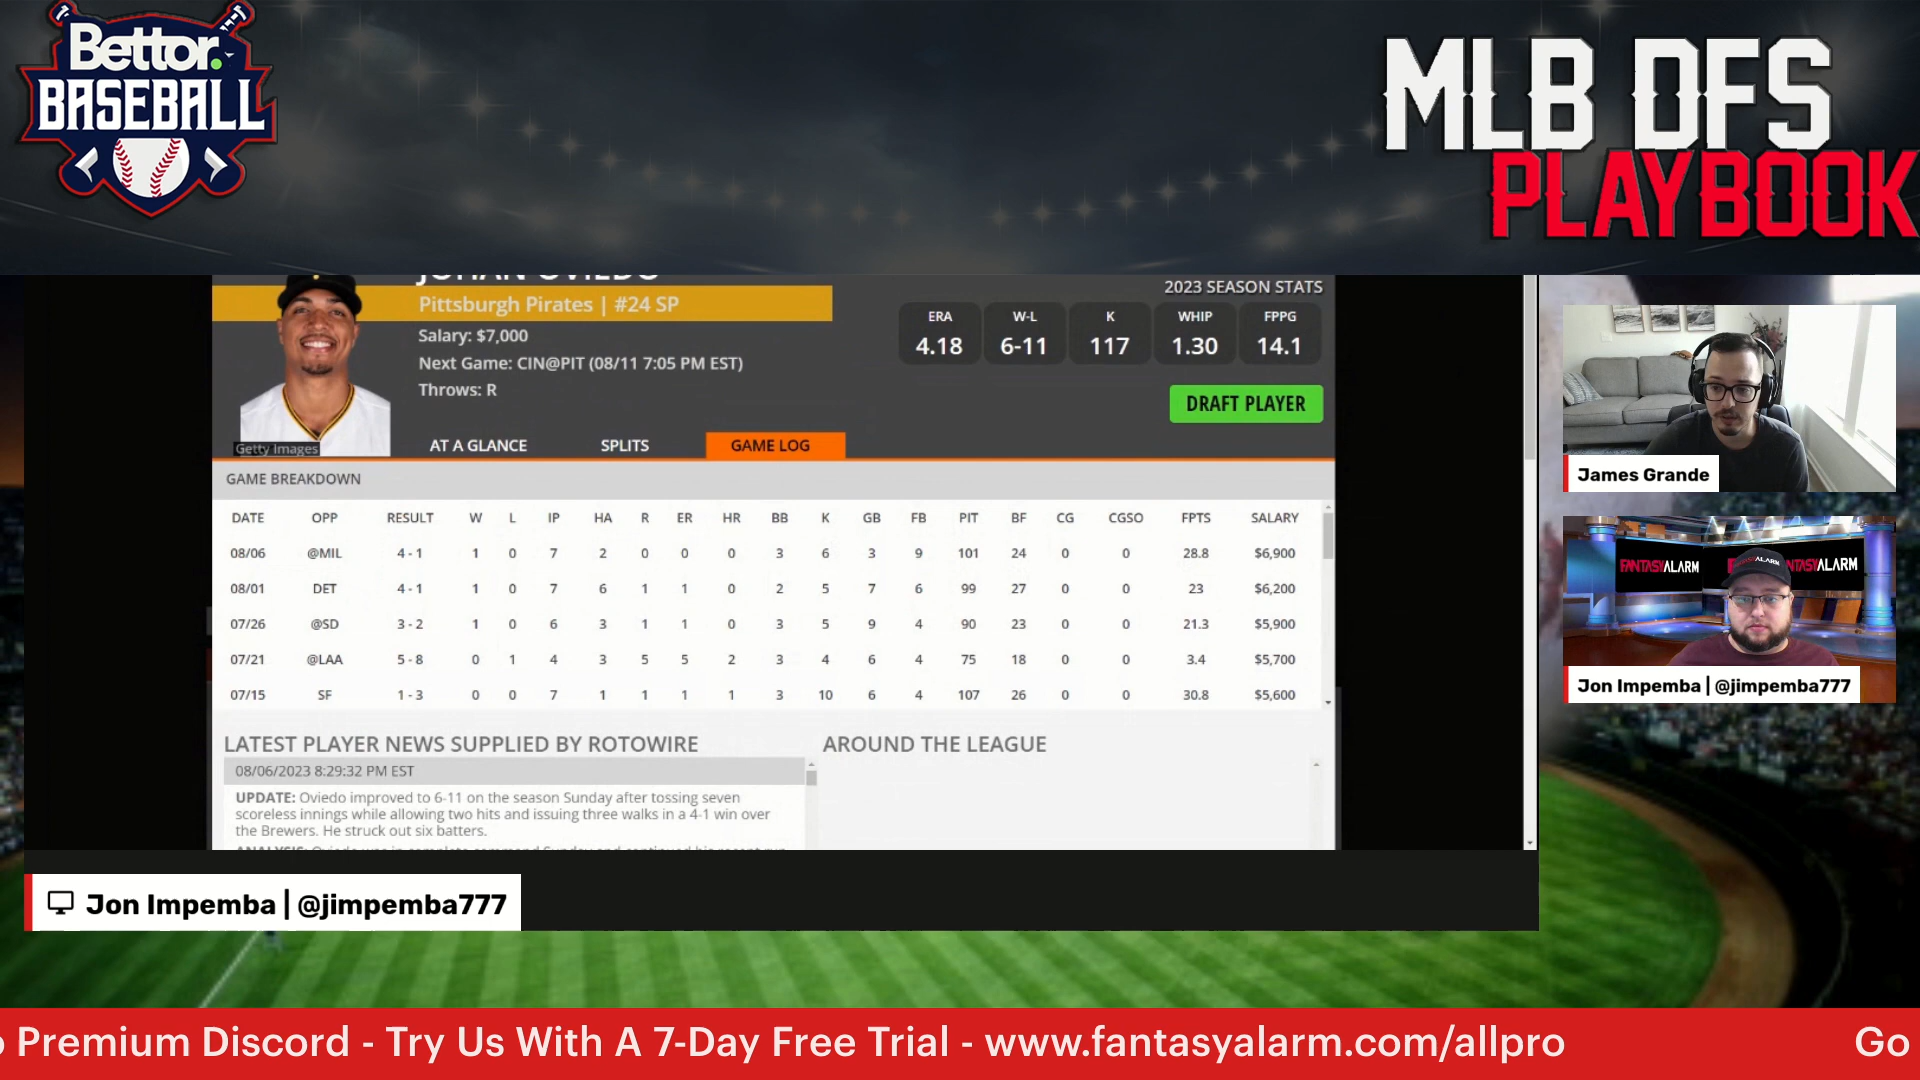 Bettor.
BASEBALL
MLB DFS
PLAYBOOK
JOHAN OVIEDO
Pittsburgh Pirates | #24 SP
Salary: $7,000
Next Game: CIN@PIT (08/11 7:05 PM EST)
Throws: R
Getty Images
2023 SEASON STATS
ERA W-L K WHIP FPPG
4.18 6-11 117 1.30 14.1
DRAFT PLAYER
AT A GLANCE SPLITS GAME LOG
GAME BREAKDOWN
DATE OPP RESULT W L IP HA R ER HR BB K GB FB PIT BF CG CGSO FPTS SALARY
08/06 @MIL 4 - 1 1 0 7 2 0 0 0 3 6 3 9 101 24 0 0 28.8 $6,900
08/01 DET 4 - 1 1 0 7 6 1 1 0 2 5 7 6 99 27 0 0 23 $6,200
07/26 @SD 3 - 2 1 0 6 3 1 1 0 3 5 9 4 90 23 0 0 21.3 $5,900
07/21 @LAA 5 - 8 0 1 4 3 5 5 2 3 4 6 4 75 18 0 0 3.4 $5,700
07/15 SF 1 - 3 0 0 7 1 1 1 1 3 10 6 4 107 26 0 0 30.8 $5,600
LATEST PLAYER NEWS SUPPLIED BY ROTOWIRE
08/06/2023 8:29:32 PM EST
UPDATE: Oviedo improved to 6-11 on the season Sunday after tossing seven
scoreless innings while allowing two hits and issuing three walks in a 4-1 win over
the Brewers. He struck out six batters.
AROUND THE LEAGUE
James Grande
FANTASYALARM
ALARM
NTASYALARM
Jon Impemba | @jimpemba777
Jon Impemba | @jimpemba777
Premium Discord - Try Us With A 7-Day Free Trial - www.fantasyalarm.com/allpro Go